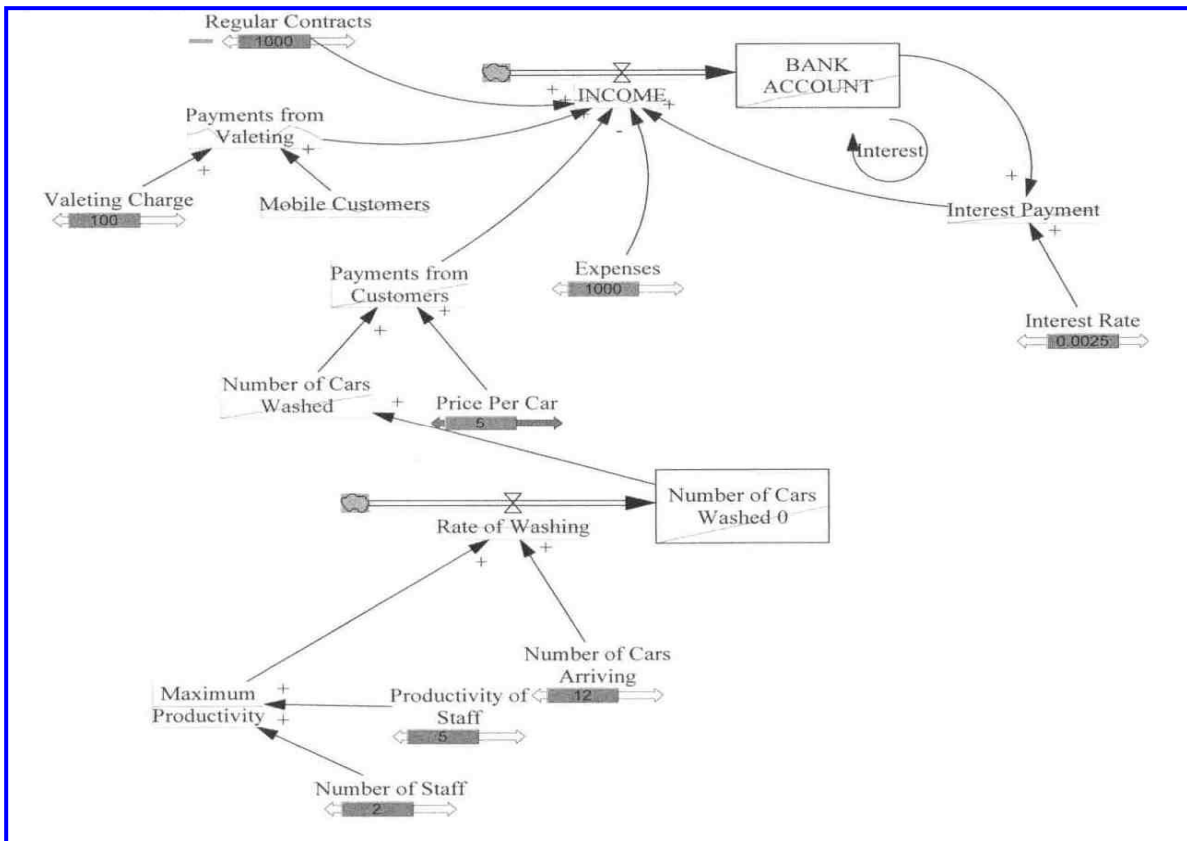 Regular Contracts
1000
BANK
ACCOUNT
INCOME
+
+
+
+
-
Payments from
Valeting
+
+
Interest
Valeting Charge
100
Mobile Customers
+
Interest Payment
+
Payments from
Customers
+
+
Expenses
1000
Interest Rate
0.0025
Number of Cars
Washed
+
Price Per Car
5
Number of Cars
Washed 0
Rate of Washing
+
+
Number of Cars
Arriving
12
Maximum
Productivity
+
+
Productivity of
Staff
5
Number of Staff
2